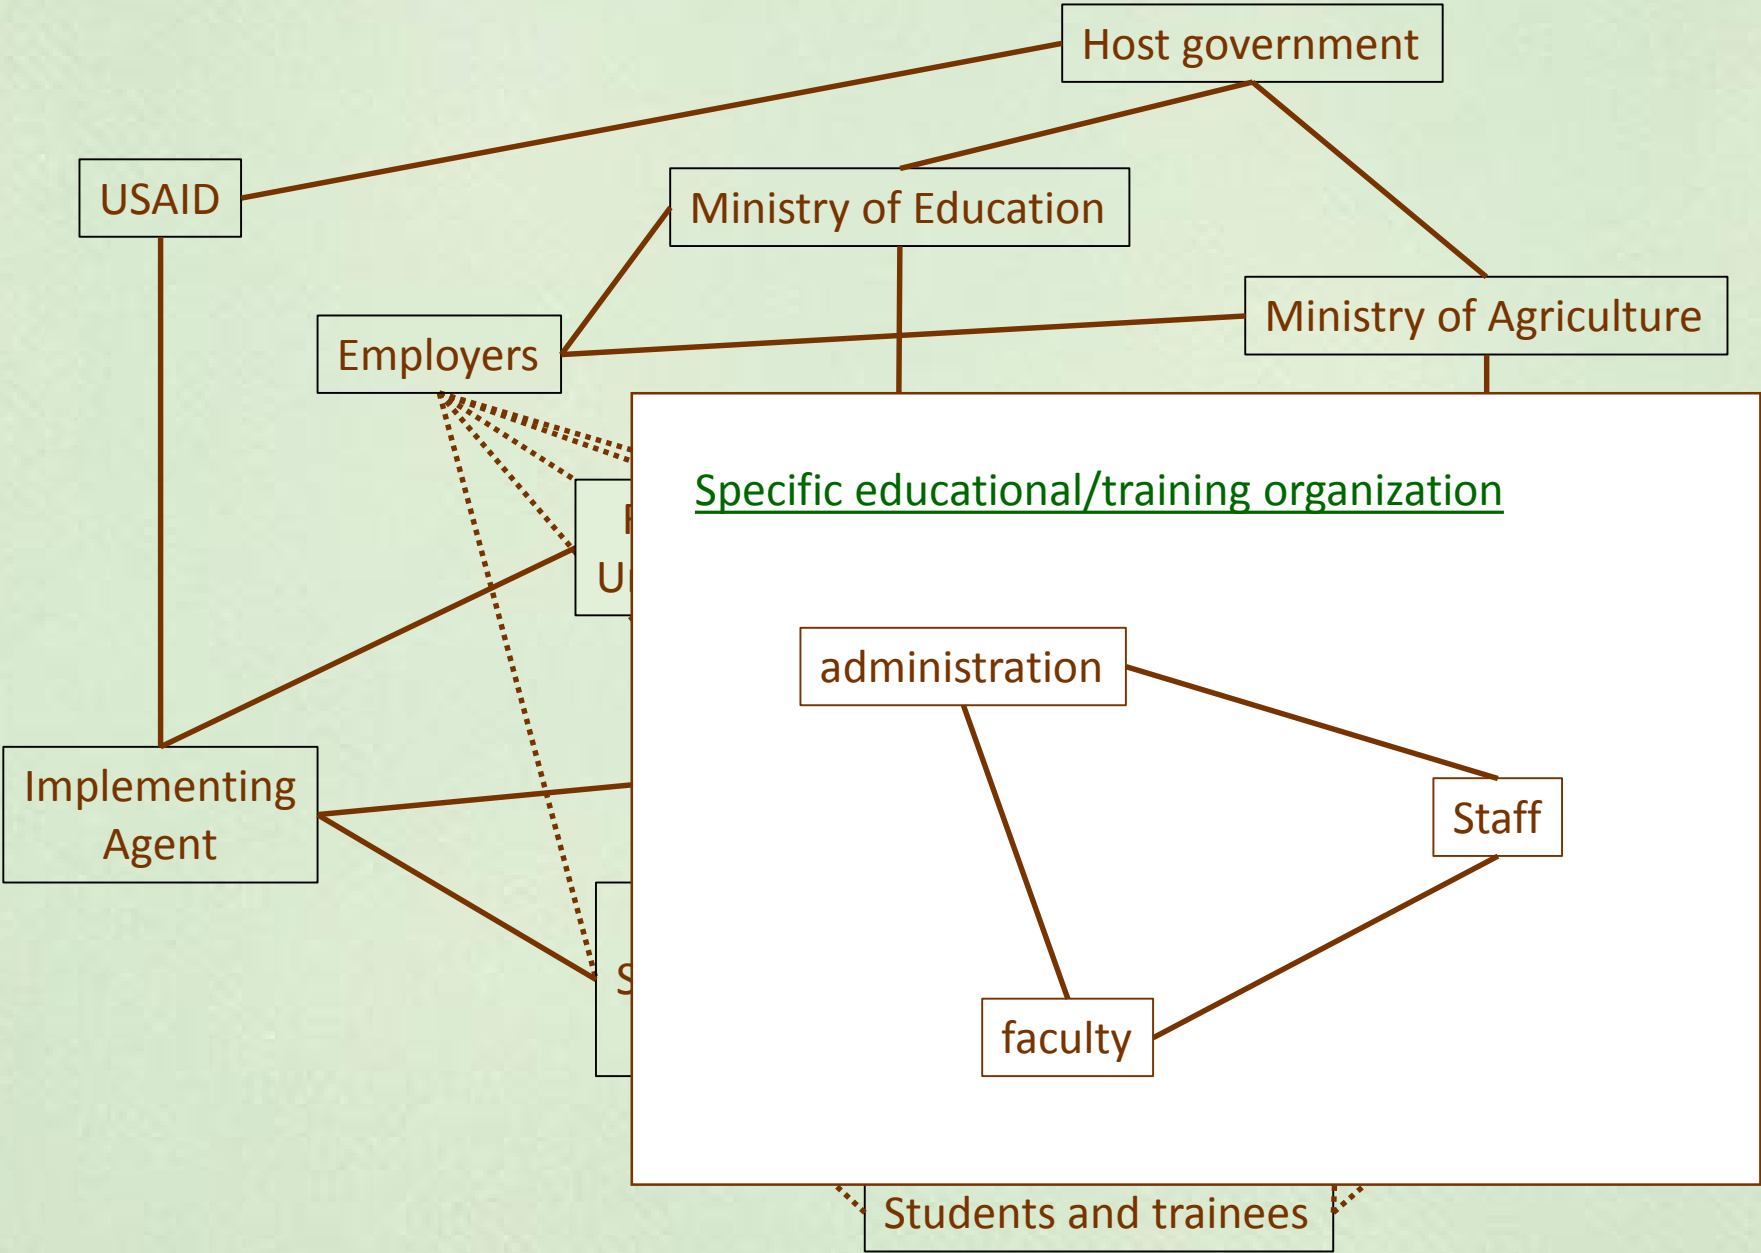 Host government
USAID
Ministry of Education
Ministry of Agriculture
Employers
Specific educational/training organization
administration
Implementing
Agent
Staff
faculty
Students and trainees